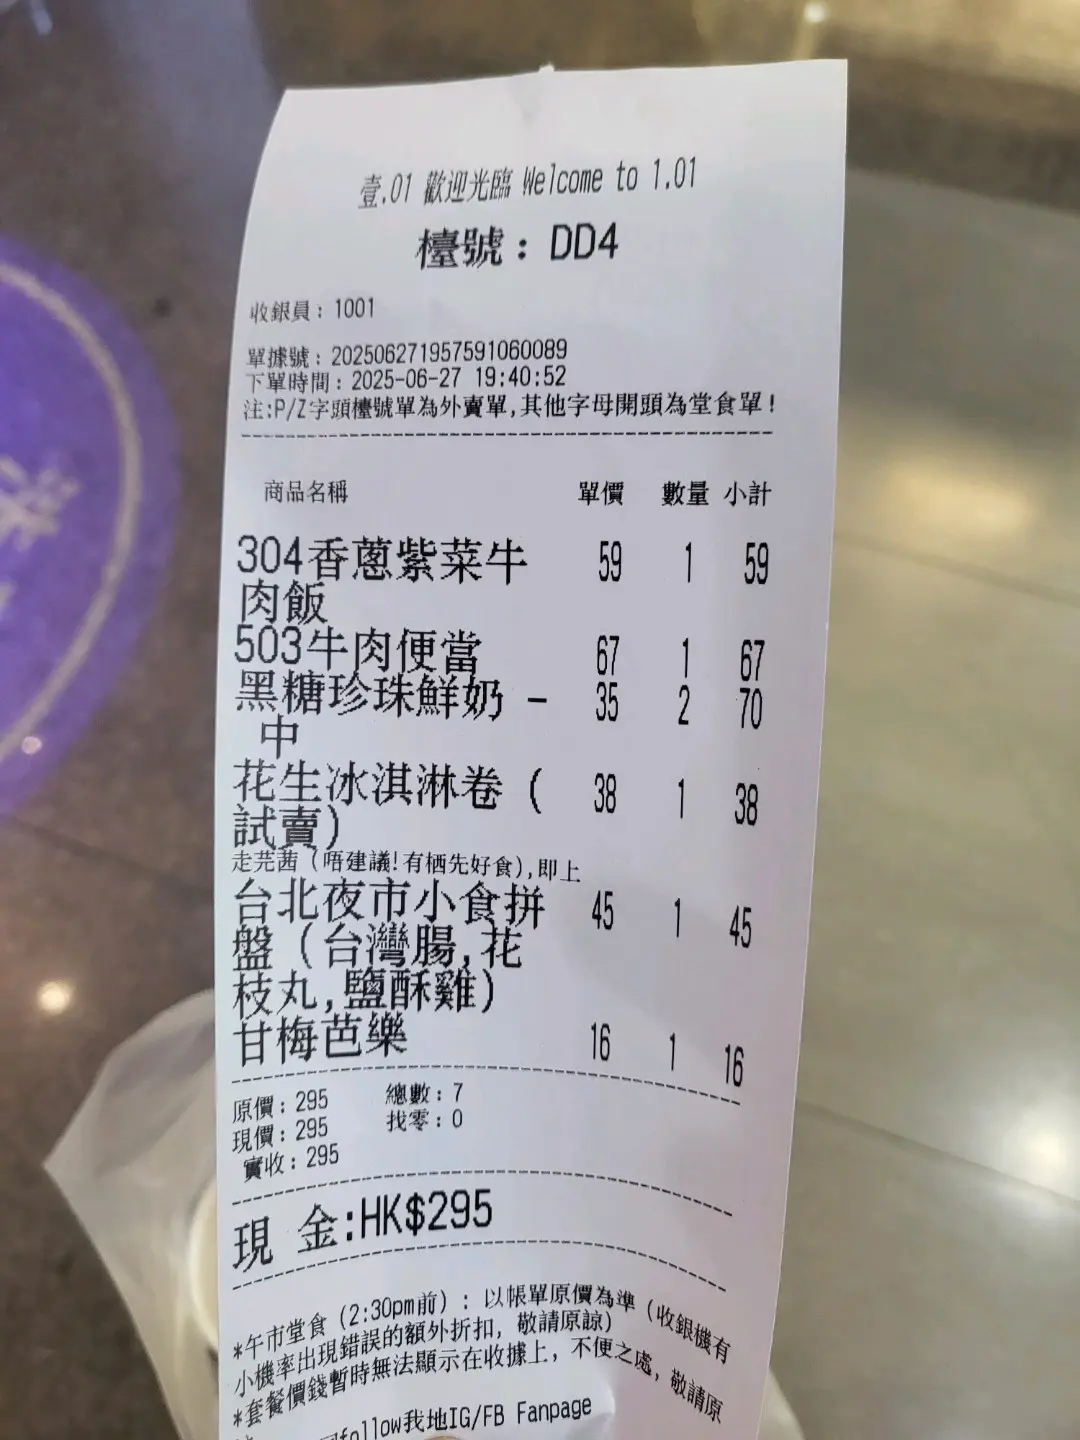 壹.01 歡迎光臨 Welcome to 1.01
檯號：DD4
收銀員：1001
單據號：202506271957591060089
下單時間：2025-06-27 19:40:52
注:P/Z字頭檯號單為外賣單,其他字母開頭為堂食單！
商品名稱 單價 數量 小計
304香蔥紫菜牛 59 1 59
肉飯
503牛肉便當 67 1 67
黑糖珍珠鮮奶 - 35 2 70
中
花生冰淇淋卷 ( 38 1 38
試賣)
走芫茜 (唔建議!有栖先好食),即上
台北夜市小食拼 45 1 45
盤 (台灣腸,花
枝丸,鹽酥雞)
甘梅芭樂 16 1 16
原價：295 總數：7
現價：295 找零：0
實收：295
現 金:HK$295
*午市堂食 (2:30pm前) ： 以帳單原價為準 (收銀機有
小機率出現錯誤的額外折扣, 敬請原諒)
*套餐價錢暫時無法顯示在收據上, 不便之處, 敬請原
follow我地IG/FB Fanpage